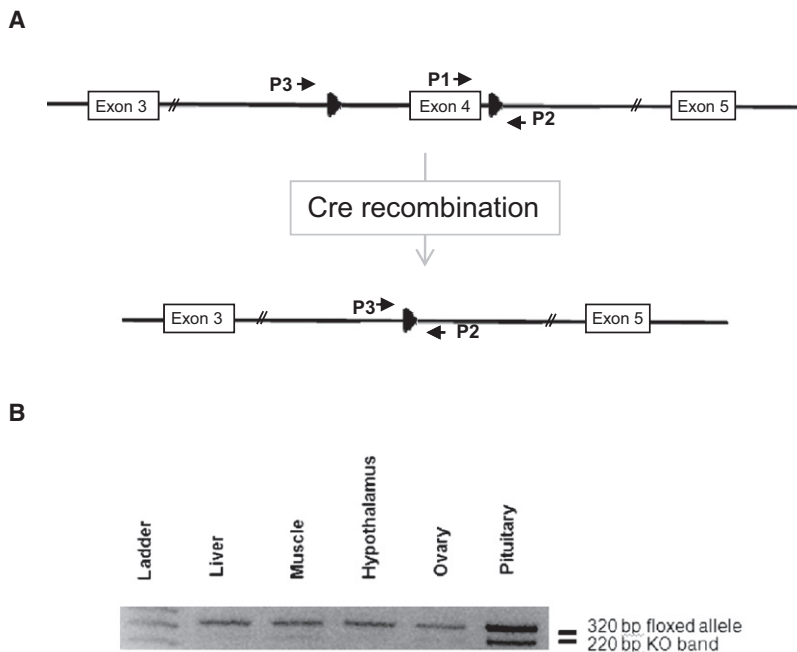 A
P3
P1
Exon 3
//
Exon 4
P2
//
Exon 5
Cre recombination
P3
Exon 3
//
P2
//
Exon 5
B
Ladder
Liver
Muscle
Hypothalamus
Ovary
Pituitary
320 bp floxed allele
220 bp KO band